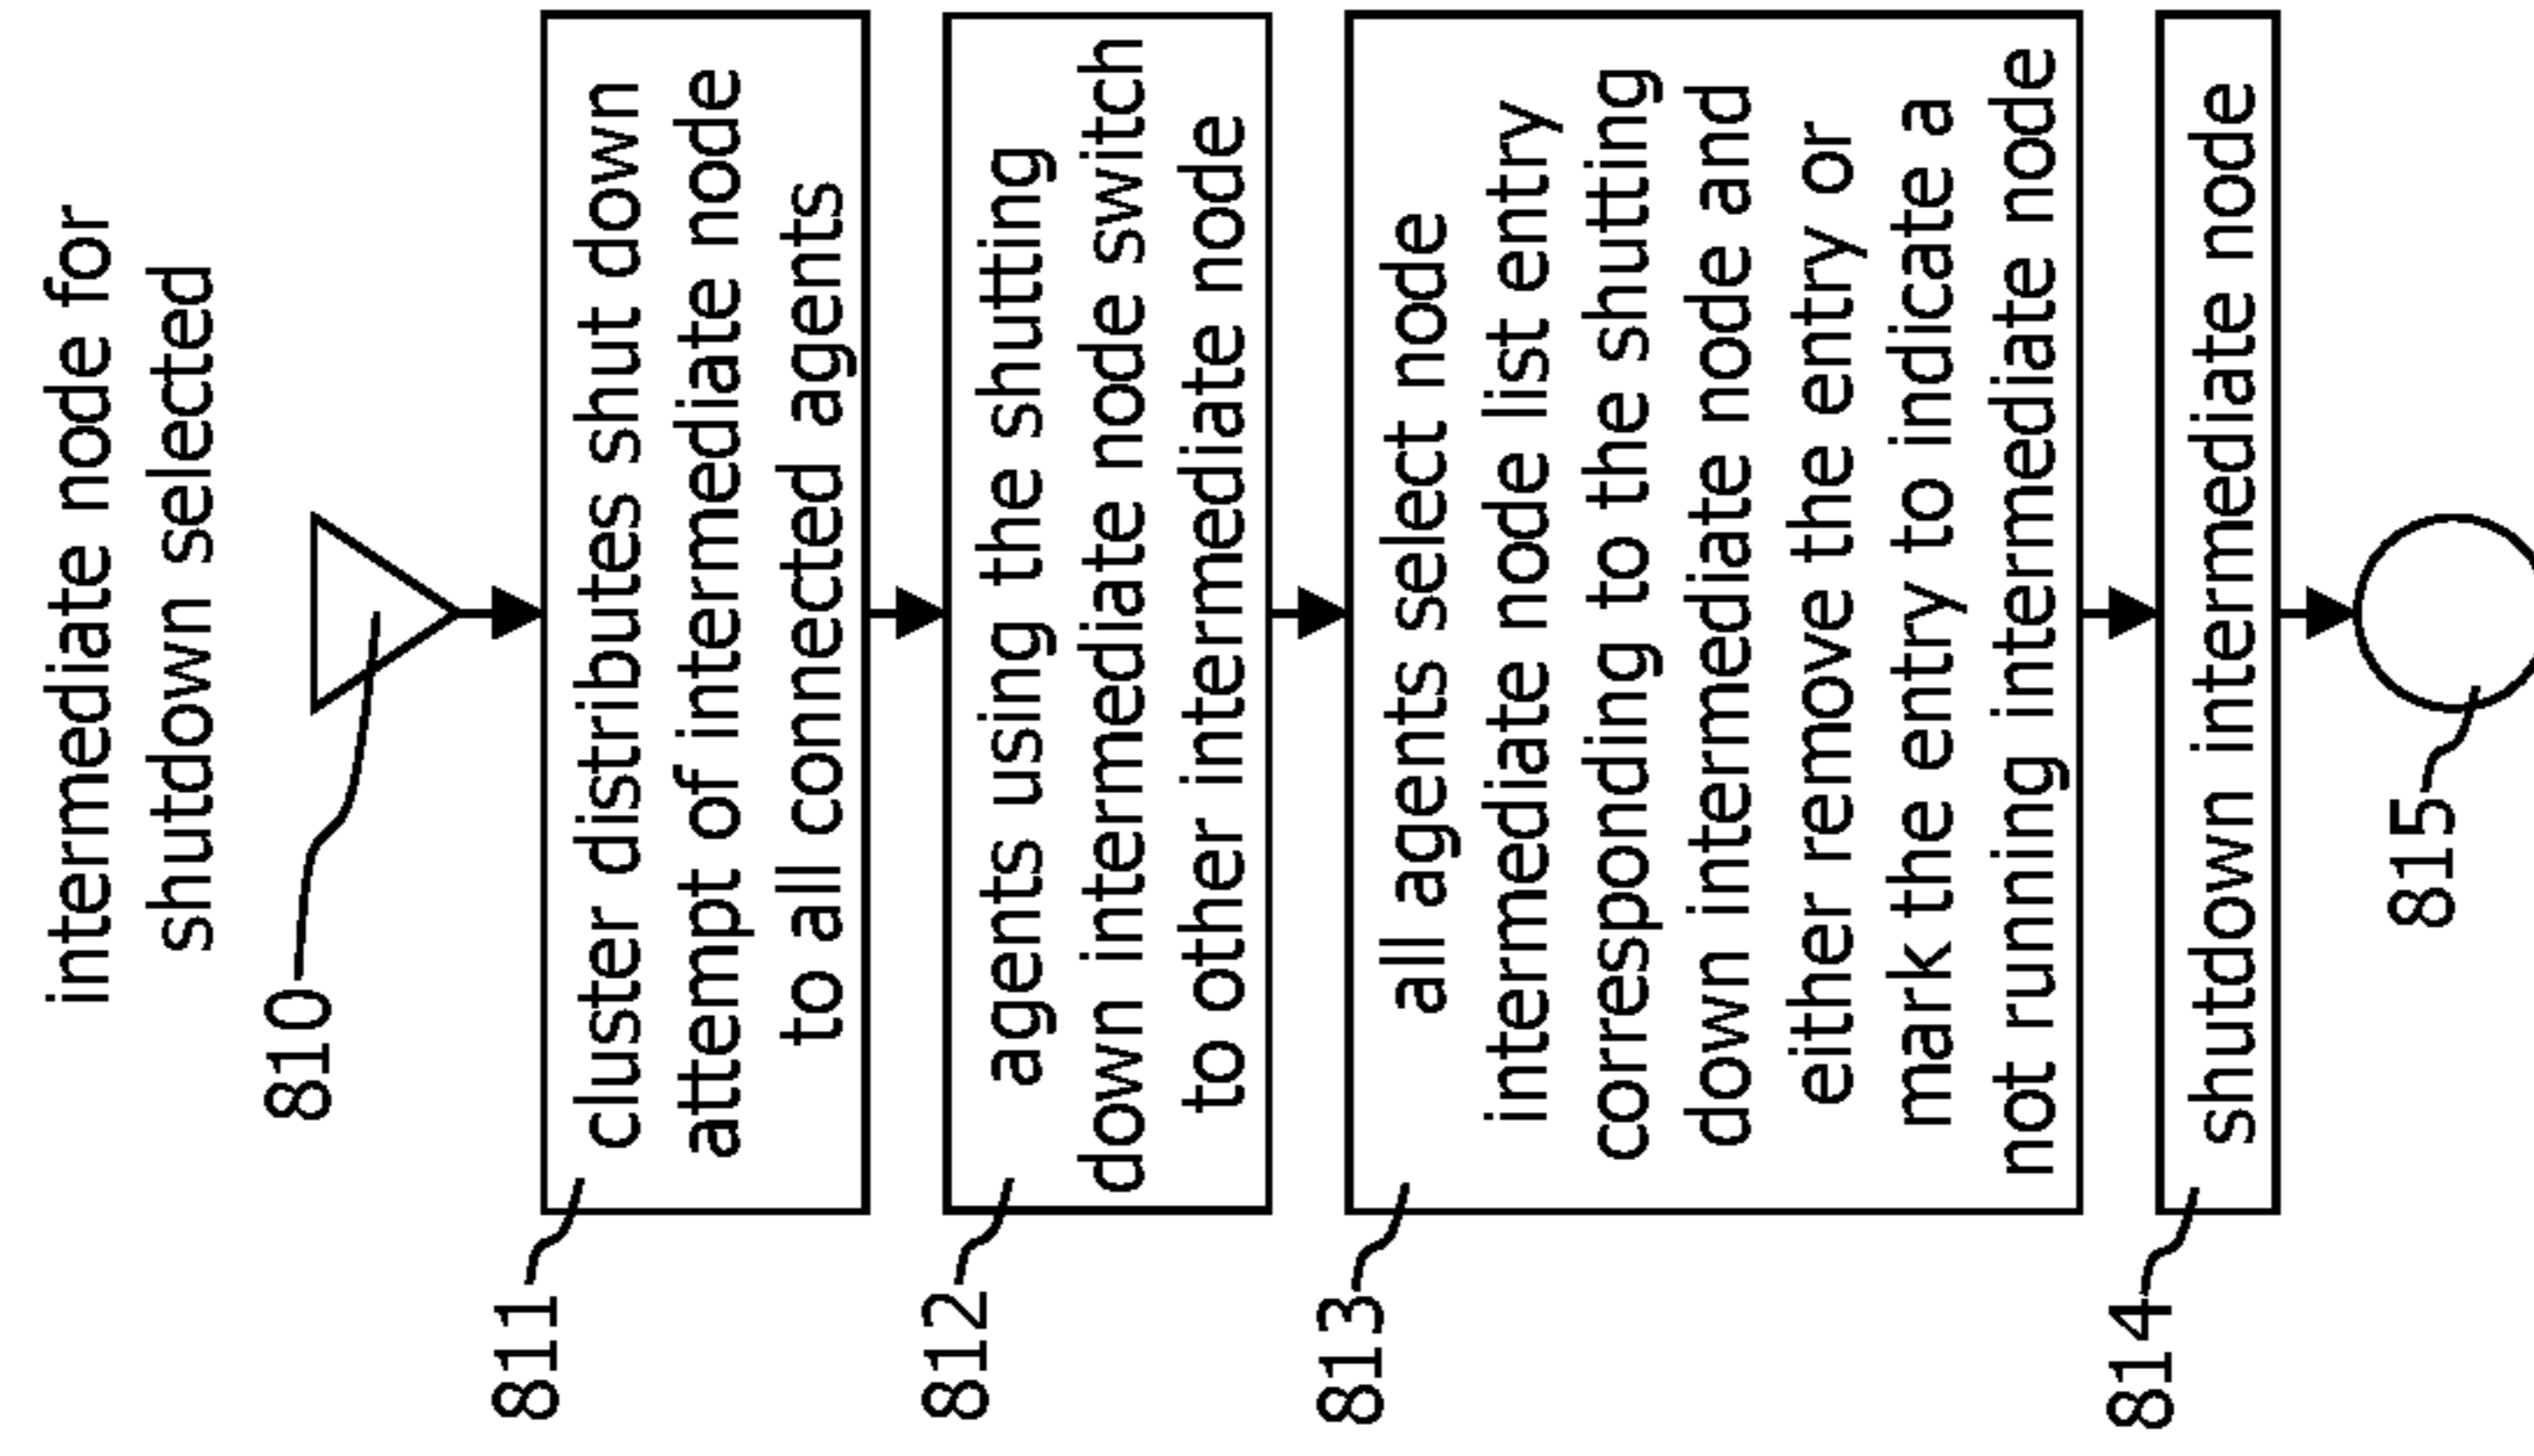 intermediate node for
shutdown selected
810
811
cluster distributes shut down
attempt of intermediate node
to all connected agents
812
agents using the shutting
down intermediate node switch
to other intermediate node
813
all agents select node
intermediate node list entry
corresponding to the shutting
down intermediate node and
either remove the entry or
mark the entry to indicate a
not running intermediate node
814
shutdown intermediate node
815